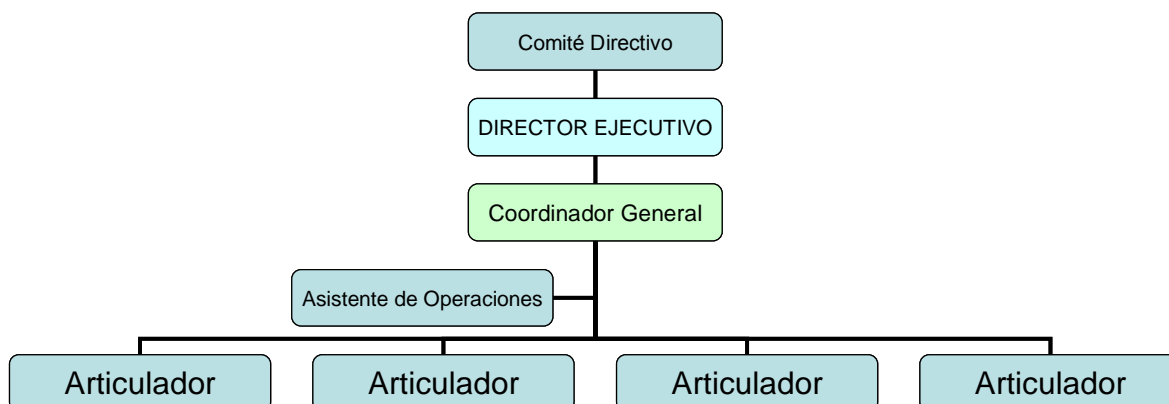 Comité Directivo
DIRECTOR EJECUTIVO
Coordinador General
Asistente de Operaciones
Articulador
Articulador
Articulador
Articulador